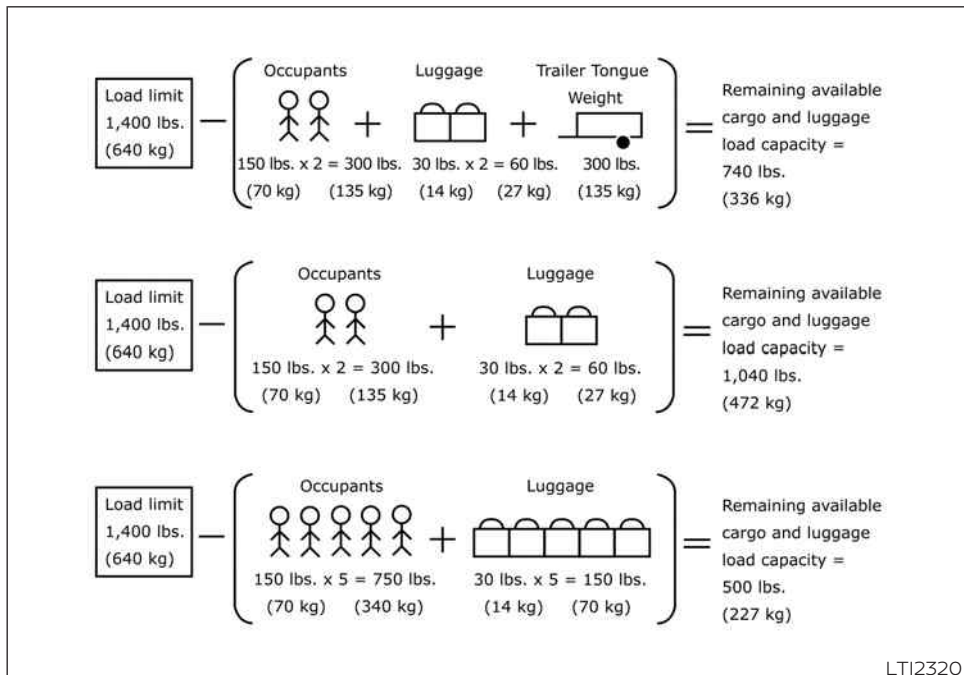 Occupants Luggage Trailer Tongue
Weight
Load limit
1,400 lbs.
(640 kg)
150 lbs. x 2 = 300 lbs. 30 lbs. x 2 = 60 lbs. 300 lbs.
(70 kg) (135 kg) (14 kg) (27 kg) (135 kg)
Remaining available
cargo and luggage
load capacity =
740 lbs.
(336 kg)
Occupants Luggage
Load limit
1,400 lbs.
(640 kg)
150 lbs. x 2 = 300 lbs. 30 lbs. x 2 = 60 lbs.
(70 kg) (135 kg) (14 kg) (27 kg)
Remaining available
cargo and luggage
load capacity =
1,040 lbs.
(472 kg)
Occupants Luggage
Load limit
1,400 lbs.
(640 kg)
150 lbs. x 5 = 750 lbs. 30 lbs. x 5 = 150 lbs.
(70 kg) (340 kg) (14 kg) (70 kg)
Remaining available
cargo and luggage
load capacity =
500 lbs.
(227 kg)
LTI2320